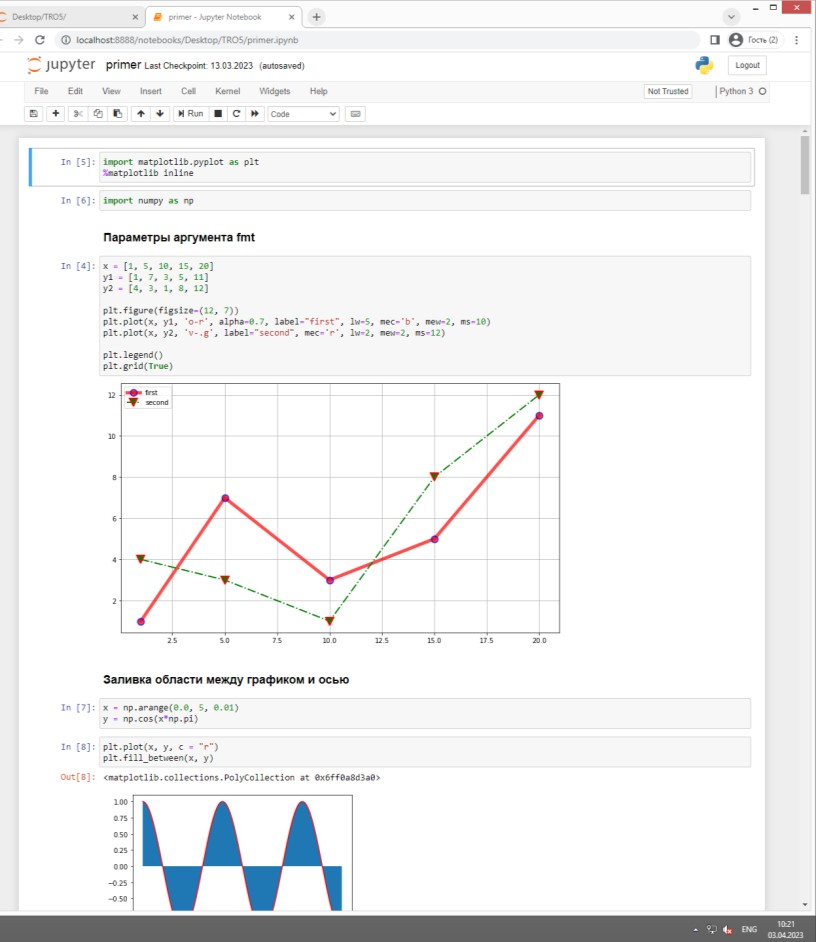 Desktop/TRO5/
primer - Jupyter Notebook
localhost:8888/notebooks/Desktop/TRO5/primer.ipynb
Гость (2)
jupyter primer Last Checkpoint: 13.03.2023 (autosaved)
Logout
File Edit View Insert Cell Kernel Widgets Help
Not Trusted
Python 3
Run
Code
In [5]: import matplotlib.pyplot as plt
%matplotlib inline
In [6]: import numpy as np
Параметры аргумента fmt
In [4]: x = [1, 5, 10, 15, 20]
y1 = [1, 7, 3, 5, 11]
y2 = [4, 3, 1, 8, 12]
plt.figure(figsize=(12, 7))
plt.plot(x, y1, 'o-r', alpha=0.7, label="first", lw=5, mec='b', mew=2, ms=10)
plt.plot(x, y2, 'v-.g', label="second", mec='r', lw=2, mew=2, ms=12)
plt.legend()
plt.grid(True)
first
second
12
10
8
6
4
2
2.5 5.0 7.5 10.0 12.5 15.0 17.5 20.0
Заливка области между графиком и осью
In [7]: x = np.arange(0.0, 5, 0.01)
y = np.cos(x*np.pi)
In [8]: plt.plot(x, y, c = "r")
plt.fill_between(x, y)
Out[8]: <matplotlib.collections.PolyCollection at 0x6ff0a8d3a0>
1.00
0.75
0.50
0.25
0.00
−0.25
−0.50
ENG
10:21
03.04.2023